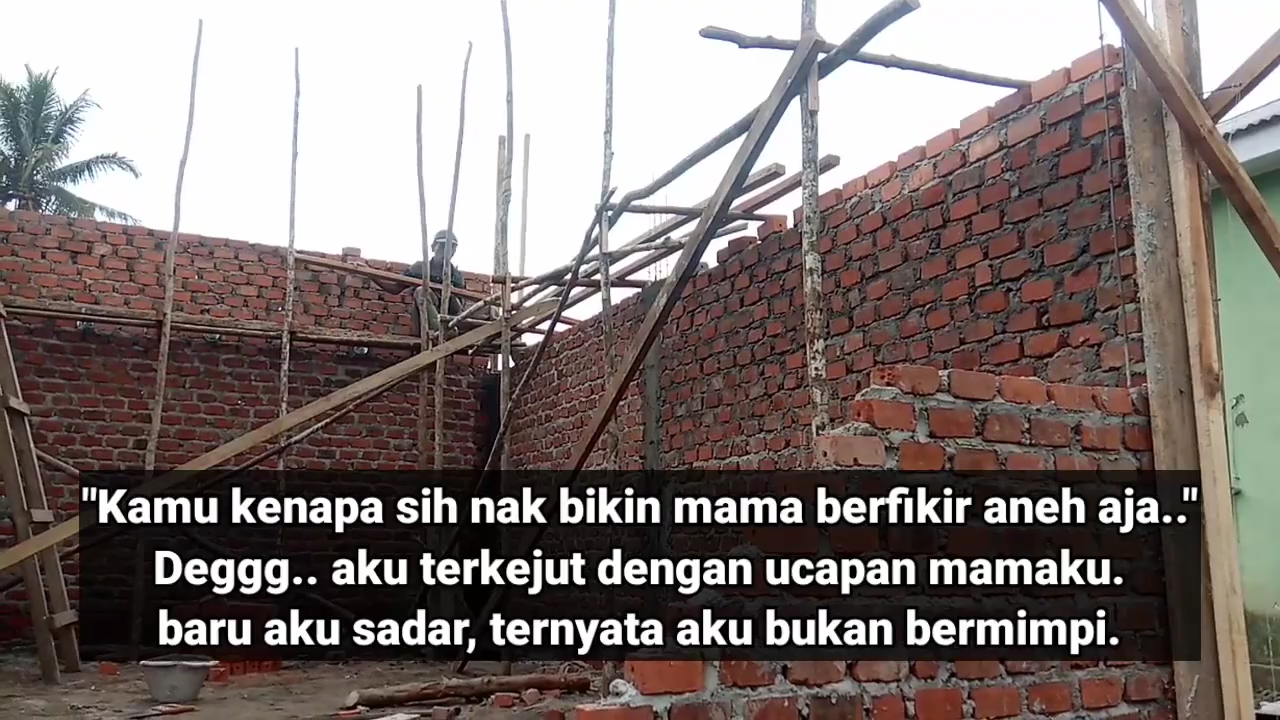 "Kamu kenapa sih nak bikin mama berfikir aneh aja.."
Deggg.. aku terkejut dengan ucapan mamaku.
baru aku sadar, ternyata aku bukan bermimpi.